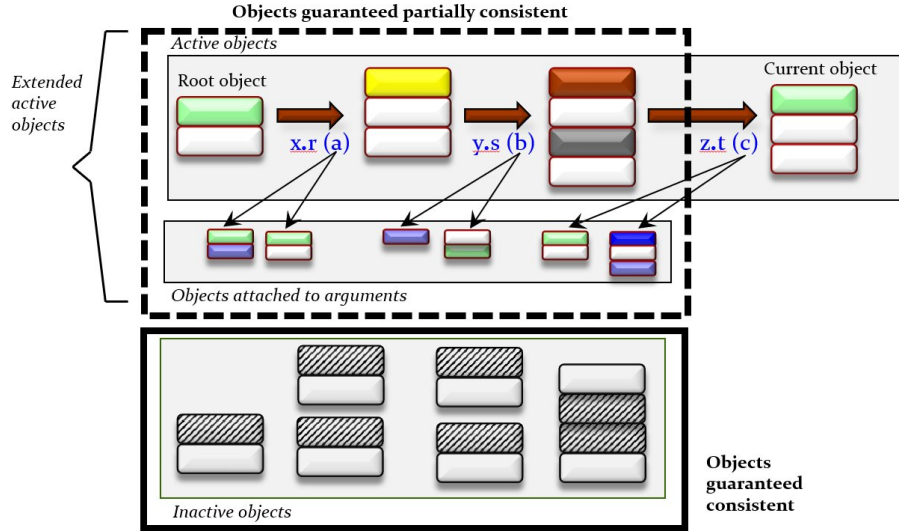 Objects guaranteed partially consistent
Active objects
Extended
active
objects
Root object
Current object
x.r (a)
y.s (b)
z.t (c)
Objects attached to arguments
Objects
guaranteed
consistent
Inactive objects